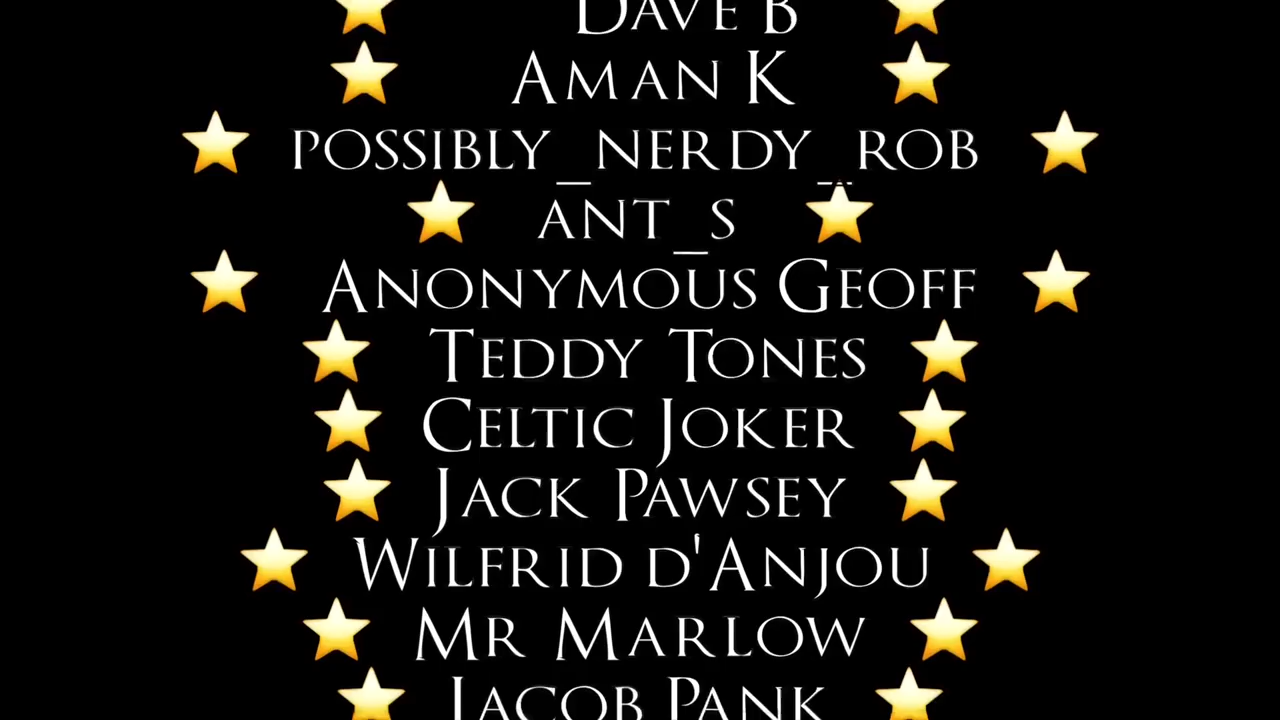 Dave B
Aman K
possibly_nerdy_rob
ant_s
Anonymous Geoff
Teddy Tones
Celtic Joker
Jack Pawsey
Wilfrid d'Anjou
Mr Marlow
Jacob Pank